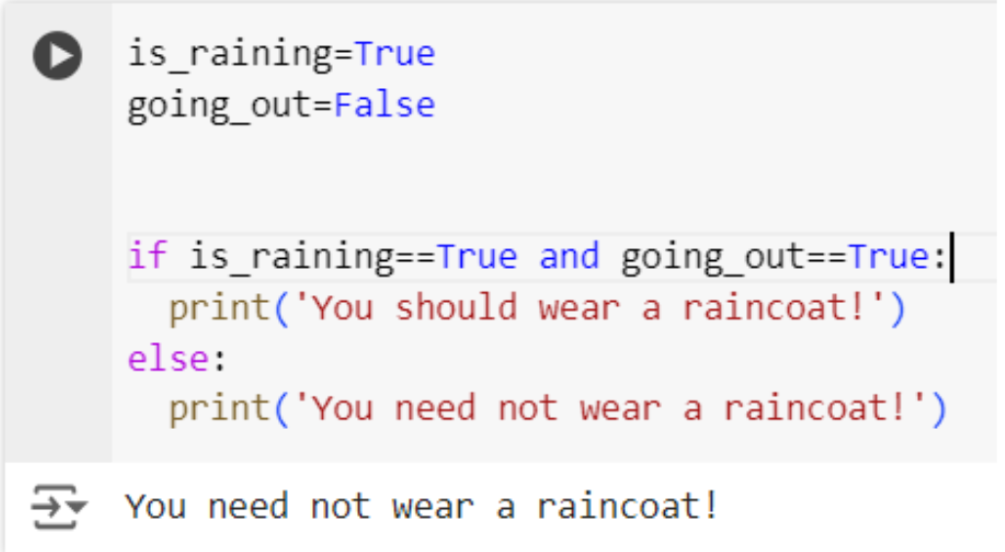 is_raining=True
going_out=False
if is_raining==True and going_out==True:
  print('You should wear a raincoat!')
else:
  print('You need not wear a raincoat!')
You need not wear a raincoat!